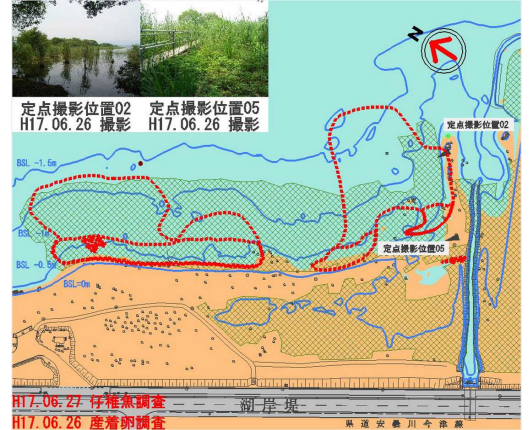 定点撮影位置02
H17.06.26 撮影
定点撮影位置05
H17.06.26 撮影
N
定点撮影位置02
BSL -1.5m
定点撮影位置05
BSL -0.5m
BSL=0m
H17.06.27 仔稚魚調査
H17.06.26 産着卵調査
湖岸堤
県道安曇川今津線